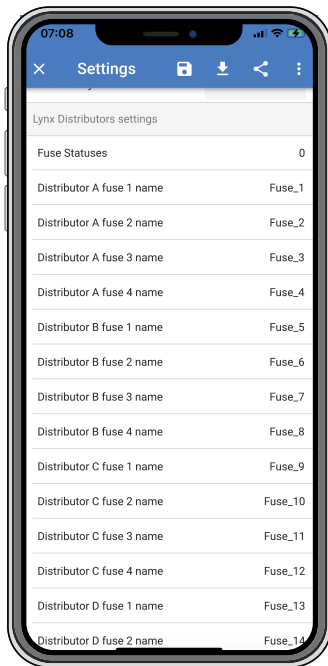 07:08
Settings
Lynx Distributors settings
Fuse Statuses 0
Distributor A fuse 1 name Fuse_1
Distributor A fuse 2 name Fuse_2
Distributor A fuse 3 name Fuse_3
Distributor A fuse 4 name Fuse_4
Distributor B fuse 1 name Fuse_5
Distributor B fuse 2 name Fuse_6
Distributor B fuse 3 name Fuse_7
Distributor B fuse 4 name Fuse_8
Distributor C fuse 1 name Fuse_9
Distributor C fuse 2 name Fuse_10
Distributor C fuse 3 name Fuse_11
Distributor C fuse 4 name Fuse_12
Distributor D fuse 1 name Fuse_13
Distributor D fuse 2 name Fuse_14